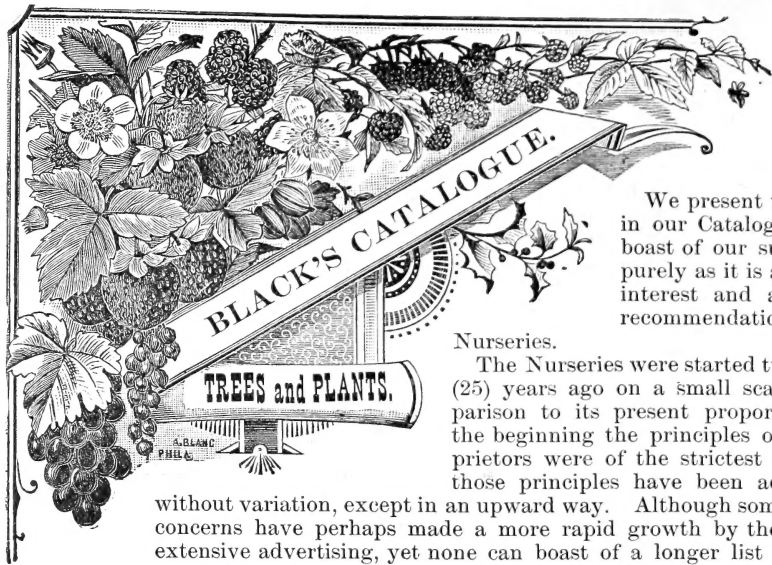 BLACK'S CATALOGUE.
TREES and PLANTS.
A. BLANC
PHILA.
We present
in our Catalog
boast of our su
purely as it is a
interest and a
recommendation
Nurseries.
The Nurseries were started tw
(25) years ago on a small sca
parison to its present propor
the beginning the principles o
prietors were of the strictest
those principles have been ac
without variation, except in an upward way. Although som
concerns have perhaps made a more rapid growth by the
extensive advertising, yet none can boast of a longer list